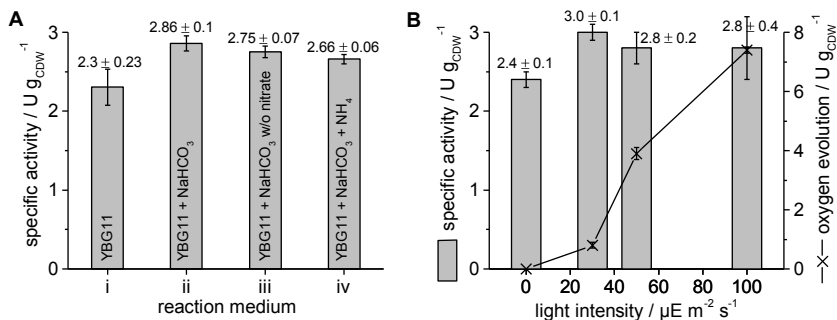 A
specific activity / U g_CDW^-1
3
2
1
0
2.3 ± 0.23
2.86 ± 0.1
2.75 ± 0.07
2.66 ± 0.06
YBG11
YBG11 + NaHCO3
YBG11 + NaHCO3 w/o nitrate
YBG11 + NaHCO3 + NH4
i ii iii iv
reaction medium
B
specific activity / U g_CDW^-1
3
2
1
0
2.4 ± 0.1
3.0 ± 0.1
2.8 ± 0.2
2.8 ± 0.4
0 20 40 60 80 100
light intensity / µE m^-2 s^-1
8
6
4
2
0
oxygen evolution / U g_CDW^-1